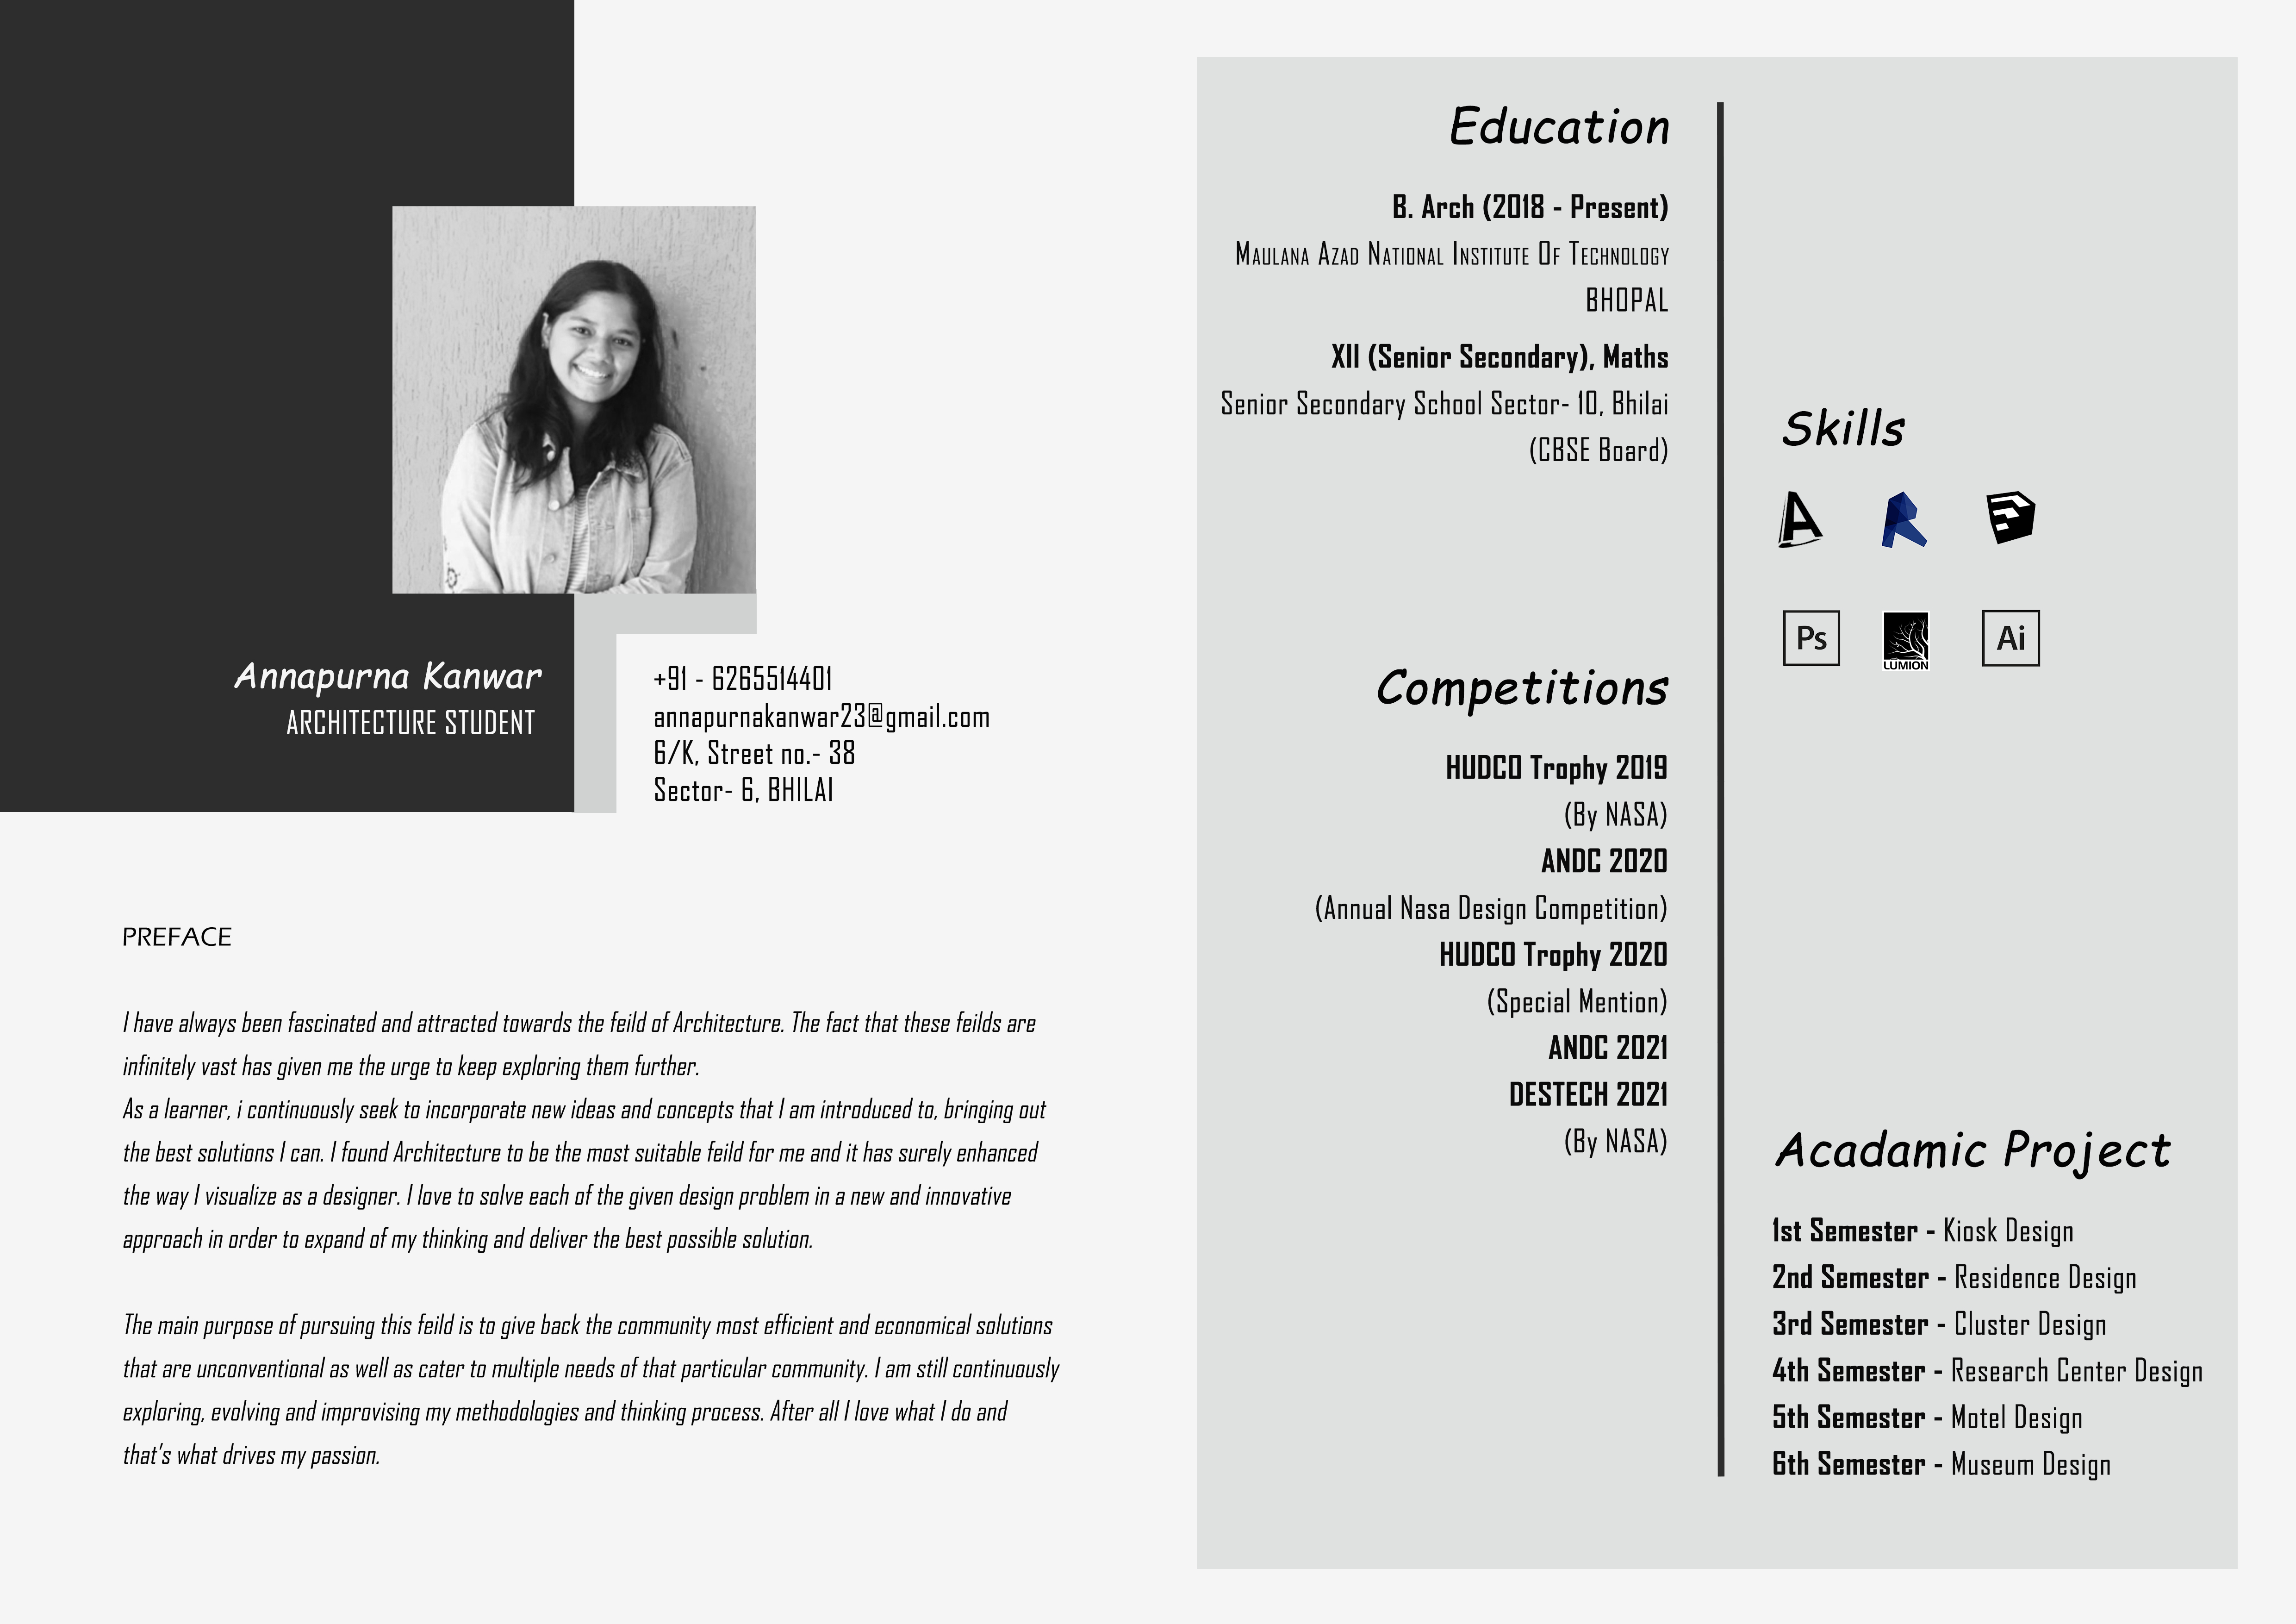 Annapurna Kanwar
ARCHITECTURE STUDENT
+91 - 6265514401
annapurnakanwar23@gmail.com
6/K, Street no.- 38
Sector- 6, BHILAI
PREFACE
I have always been fascinated and attracted towards the feild of Architecture. The fact that these feilds are
infinitely vast has given me the urge to keep exploring them further.
As a learner, i continuously seek to incorporate new ideas and concepts that I am introduced to, bringing out
the best solutions I can. I found Architecture to be the most suitable feild for me and it has surely enhanced
the way I visualize as a designer. I love to solve each of the given design problem in a new and innovative
approach in order to expand of my thinking and deliver the best possible solution.
The main purpose of pursuing this feild is to give back the community most efficient and economical solutions
that are unconventional as well as cater to multiple needs of that particular community. I am still continuously
exploring, evolving and improvising my methodologies and thinking process. After all I love what I do and
that's what drives my passion.
Education
B. Arch (2018 - Present)
Maulana Azad National Institute Of Technology
BHOPAL
XII (Senior Secondary), Maths
Senior Secondary School Sector- 10, Bhilai
(CBSE Board)
Competitions
HUDCO Trophy 2019
(By NASA)
ANDC 2020
(Annual Nasa Design Competition)
HUDCO Trophy 2020
(Special Mention)
ANDC 2021
DESTECH 2021
(By NASA)
Skills
A R
Ps LUMION Ai
Acadamic Project
1st Semester - Kiosk Design
2nd Semester - Residence Design
3rd Semester - Cluster Design
4th Semester - Research Center Design
5th Semester - Motel Design
6th Semester - Museum Design